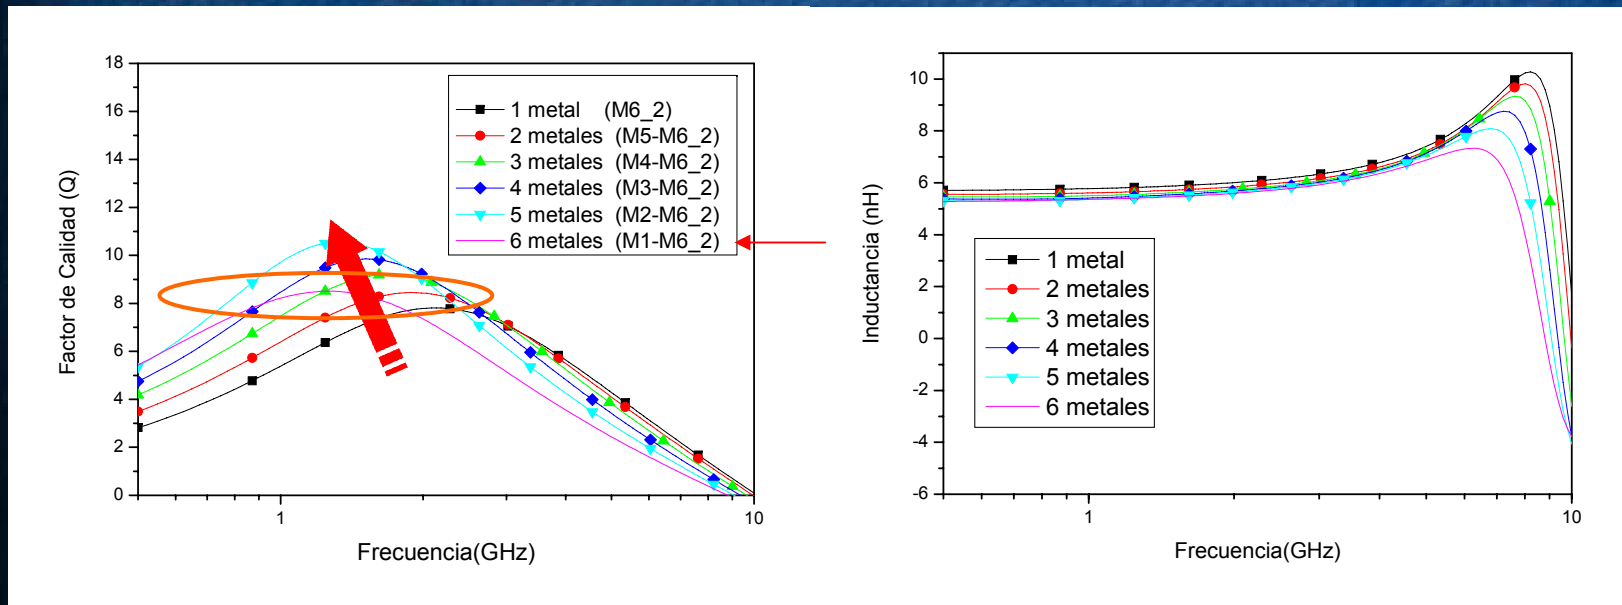 18
16
14
12
10
8
6
4
2
0
1
10
Factor de Calidad (Q)
Frecuencia(GHz)
1 metal (M6_2)
2 metales (M5-M6_2)
3 metales (M4-M6_2)
4 metales (M3-M6_2)
5 metales (M2-M6_2)
6 metales (M1-M6_2)
10
8
6
4
2
0
-2
-4
-6
1
10
Inductancia (nH)
Frecuencia(GHz)
1 metal
2 metales
3 metales
4 metales
5 metales
6 metales